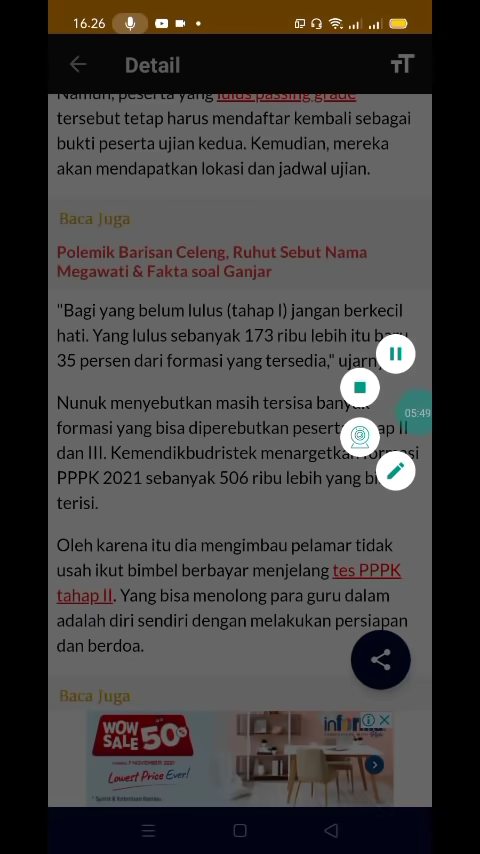 16.26
Detail
TT
Namun, peserta yang lulus passing grade
tersebut tetap harus mendaftar kembali sebagai
bukti peserta ujian kedua. Kemudian, mereka
akan mendapatkan lokasi dan jadwal ujian.
Baca Juga
Polemik Barisan Celeng, Ruhut Sebut Nama
Megawati & Fakta soal Ganjar
"Bagi yang belum lulus (tahap I) jangan berkecil
hati. Yang lulus sebanyak 173 ribu lebih itu baru
35 persen dari formasi yang tersedia," ujarn
05:49
Nunuk menyebutkan masih tersisa banyak
formasi yang bisa diperebutkan peserta tahap II
dan III. Kemendikbudristek menargetkan formasi
PPPK 2021 sebanyak 506 ribu lebih yang bi
terisi.
Oleh karena itu dia mengimbau pelamar tidak
usah ikut bimbel berbayar menjelang tes PPPK
tahap II. Yang bisa menolong para guru dalam
adalah diri sendiri dengan melakukan persiapan
dan berdoa.
Baca Juga
WOW
SALE 50%
Lowest Price Ever!
informa